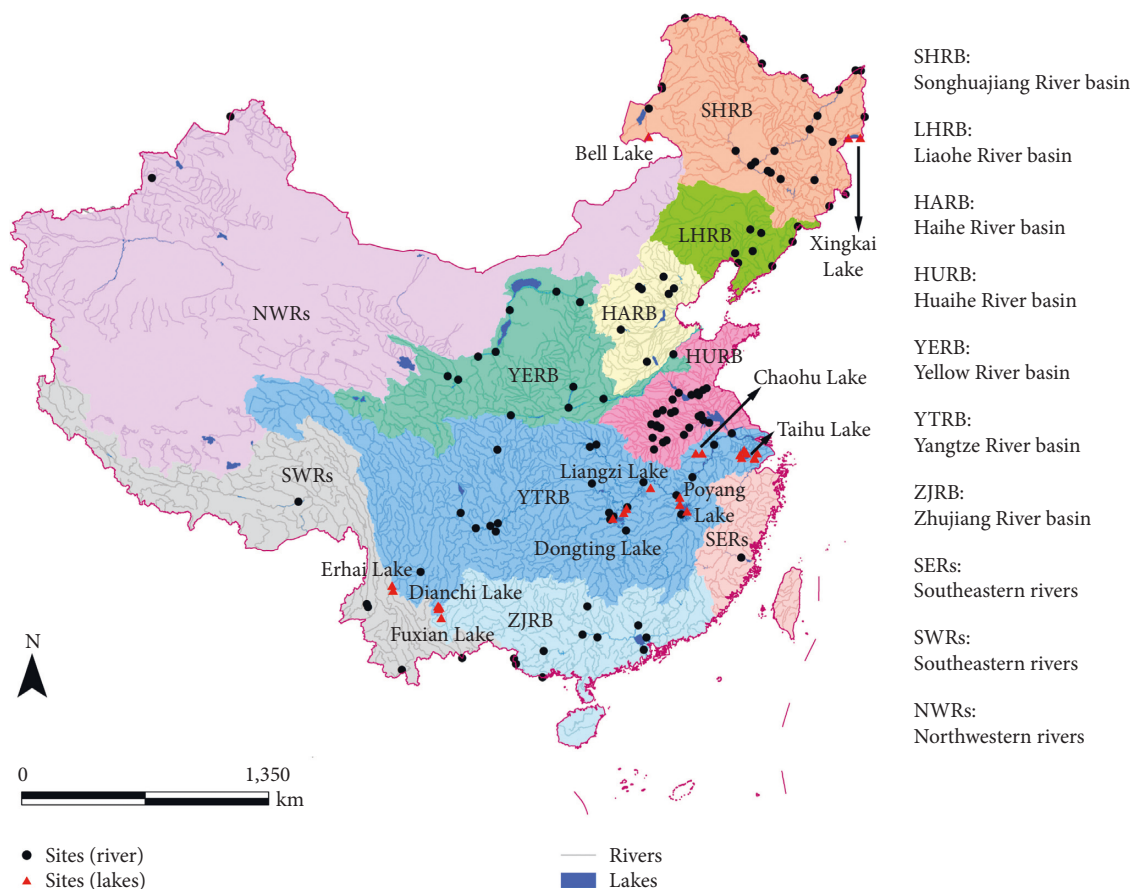 SHRB
Bell Lake
Xingkai
Lake
LHRB
NWRs
HARB
YERB
HURB
Chaohu Lake
Taihu Lake
SWRs
YTRB
Liangzi Lake
Poyang
Lake
Dongting Lake
SERs
Erhai Lake
Dianchi Lake
Fuxian Lake
ZJRB
N
0 1,350
km
Sites (river)
Sites (lakes)
Rivers
Lakes
SHRB:
Songhuajiang River basin
LHRB:
Liaohe River basin
HARB:
Haihe River basin
HURB:
Huaihe River basin
YERB:
Yellow River basin
YTRB:
Yangtze River basin
ZJRB:
Zhujiang River basin
SERs:
Southeastern rivers
SWRs:
Southeastern rivers
NWRs:
Northwestern rivers